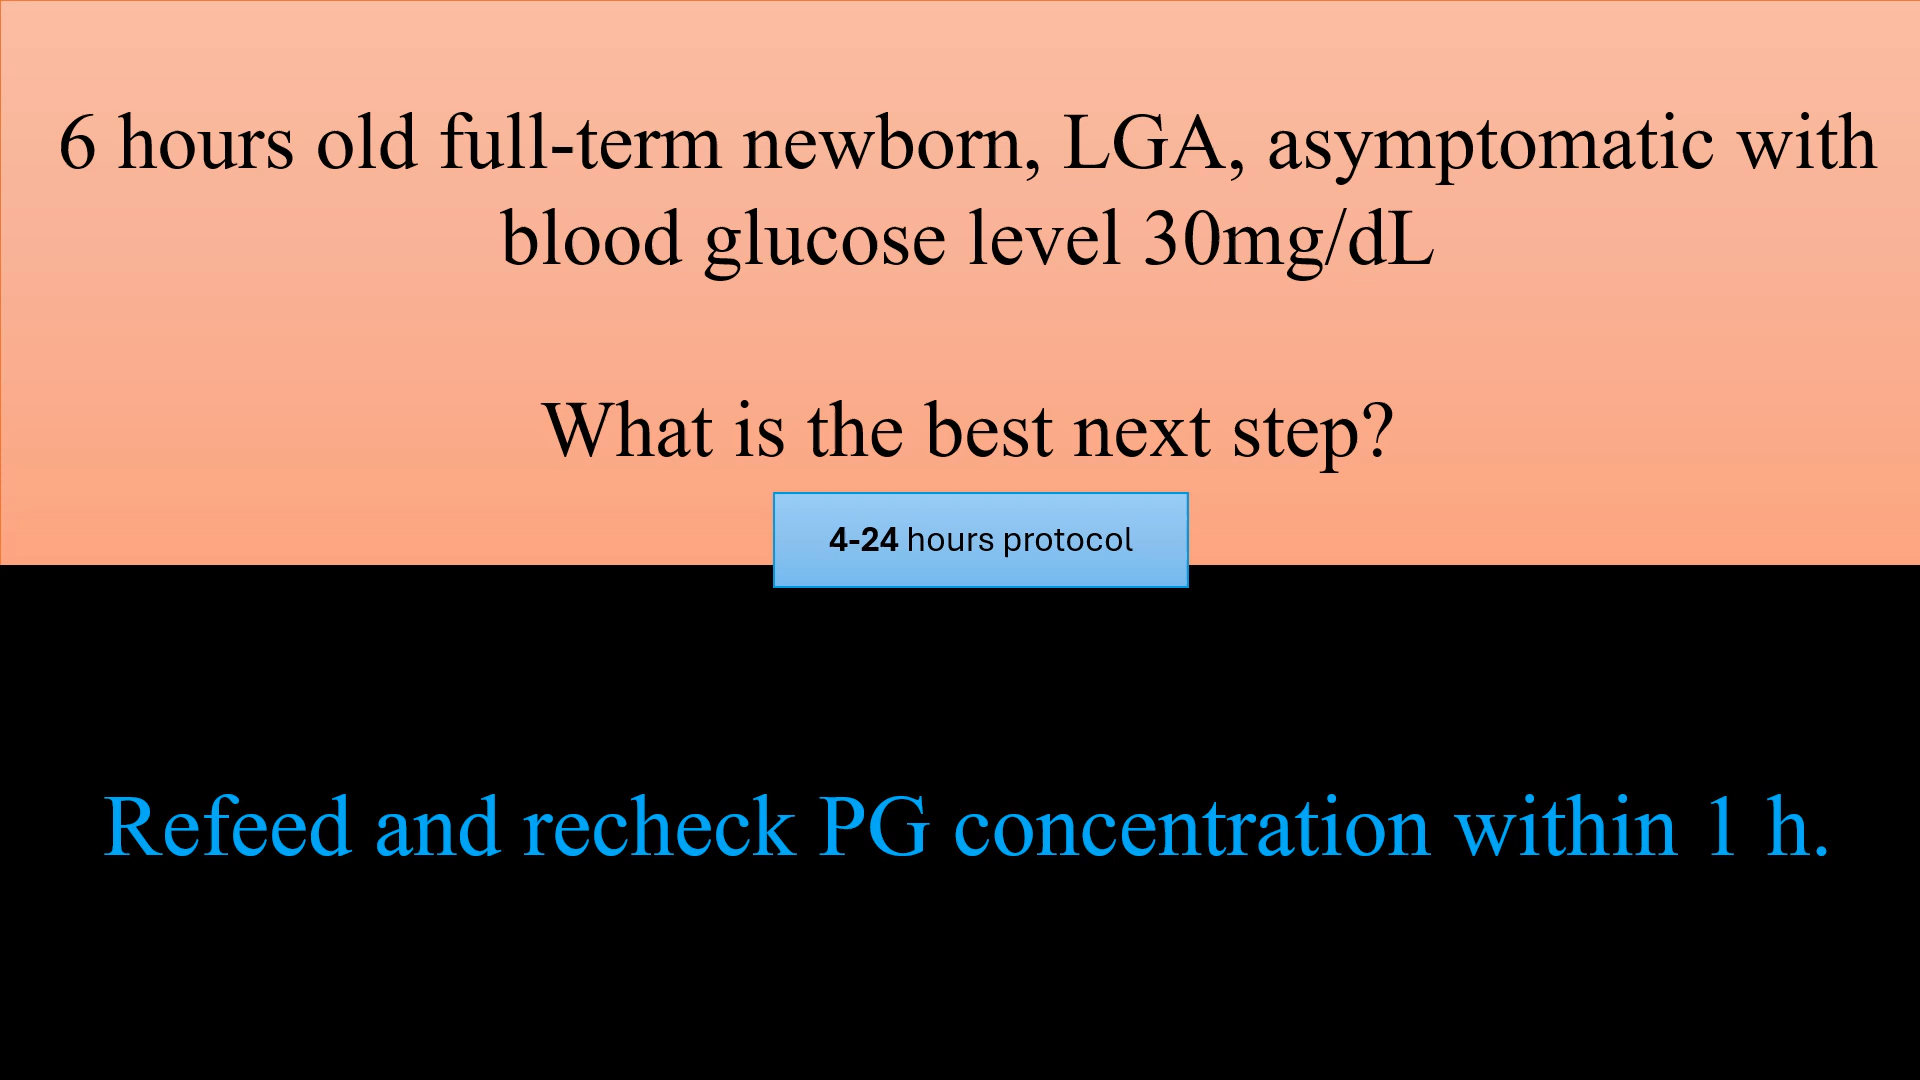 6 hours old full-term newborn, LGA, asymptomatic with
blood glucose level 30mg/dL
What is the best next step?
4-24 hours protocol
Refeed and recheck PG concentration within 1 h.